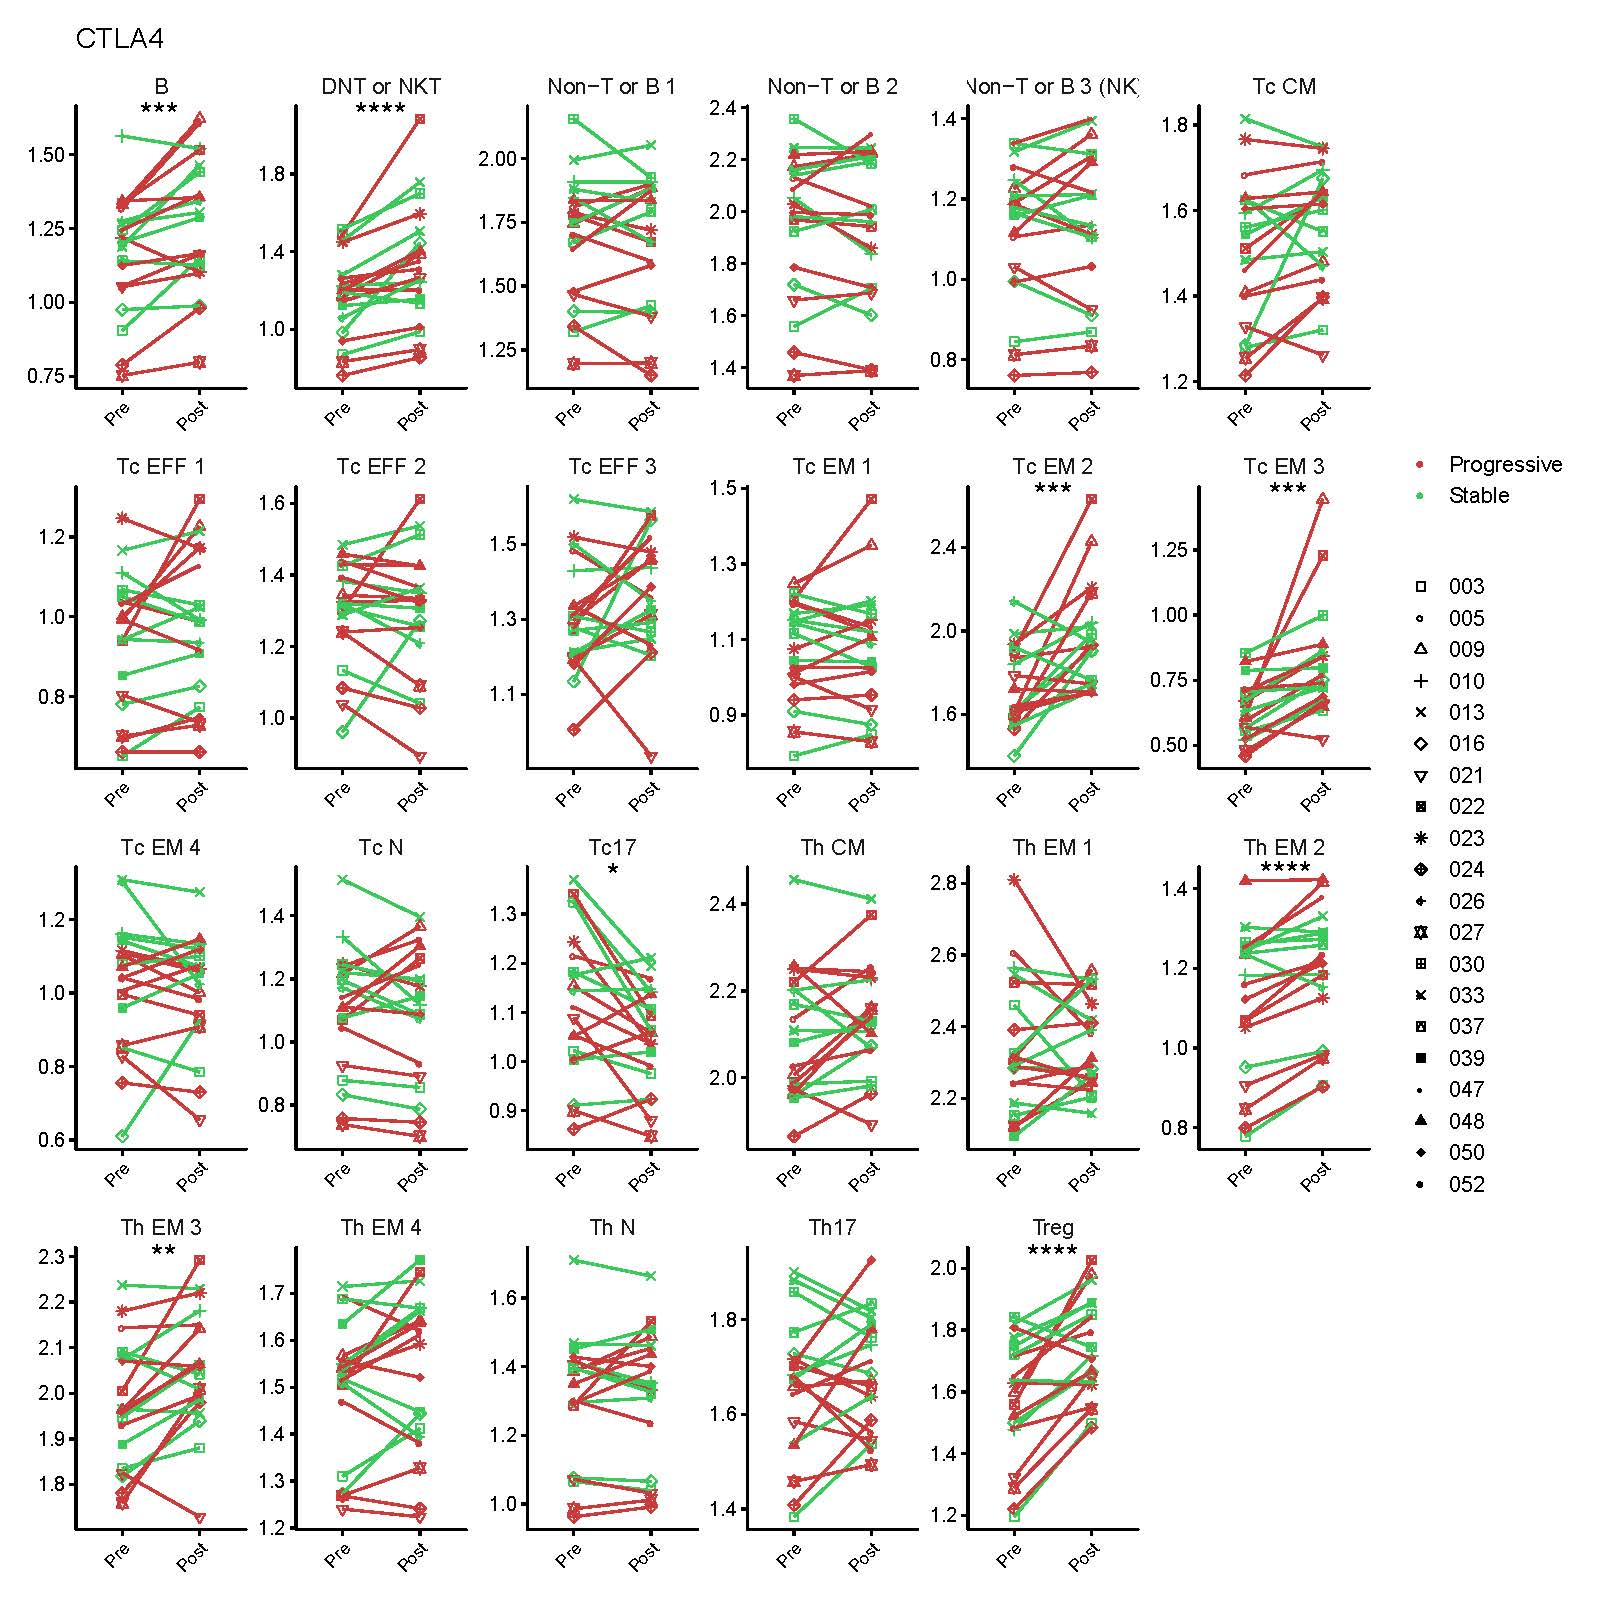 CTLA4
B
DNT or NKT
Non−T or B 1
Non−T or B 2
Non−T or B 3 (NK)
Tc CM
***
****
1.50
1.25
1.00
0.75
1.8
1.4
1.0
2.00
1.75
1.50
1.25
2.4
2.2
2.0
1.8
1.6
1.4
1.4
1.2
1.0
0.8
1.8
1.6
1.4
1.2
Pre Post
Pre Post
Pre Post
Pre Post
Pre Post
Pre Post
Tc EFF 1
Tc EFF 2
Tc EFF 3
Tc EM 1
Tc EM 2
Tc EM 3
***
***
1.2
1.0
0.8
1.6
1.4
1.2
1.0
1.5
1.3
1.1
1.5
1.3
1.1
0.9
2.4
2.0
1.6
1.25
1.00
0.75
0.50
Pre Post
Pre Post
Pre Post
Pre Post
Pre Post
Pre Post
Tc EM 4
Tc N
Tc17
Th CM
Th EM 1
Th EM 2
*
****
1.2
1.0
0.8
0.6
1.4
1.2
1.0
0.8
1.3
1.2
1.1
1.0
0.9
2.4
2.2
2.0
2.8
2.6
2.4
2.2
1.4
1.2
1.0
0.8
Pre Post
Pre Post
Pre Post
Pre Post
Pre Post
Pre Post
Th EM 3
Th EM 4
Th N
Th17
Treg
**
****
2.3
2.2
2.1
2.0
1.9
1.8
1.7
1.6
1.5
1.4
1.3
1.2
1.6
1.4
1.2
1.0
1.8
1.6
1.4
2.0
1.8
1.6
1.4
1.2
Pre Post
Pre Post
Pre Post
Pre Post
Pre Post
Progressive
Stable
003
005
009
010
013
016
021
022
023
024
026
027
030
033
037
039
047
048
050
052